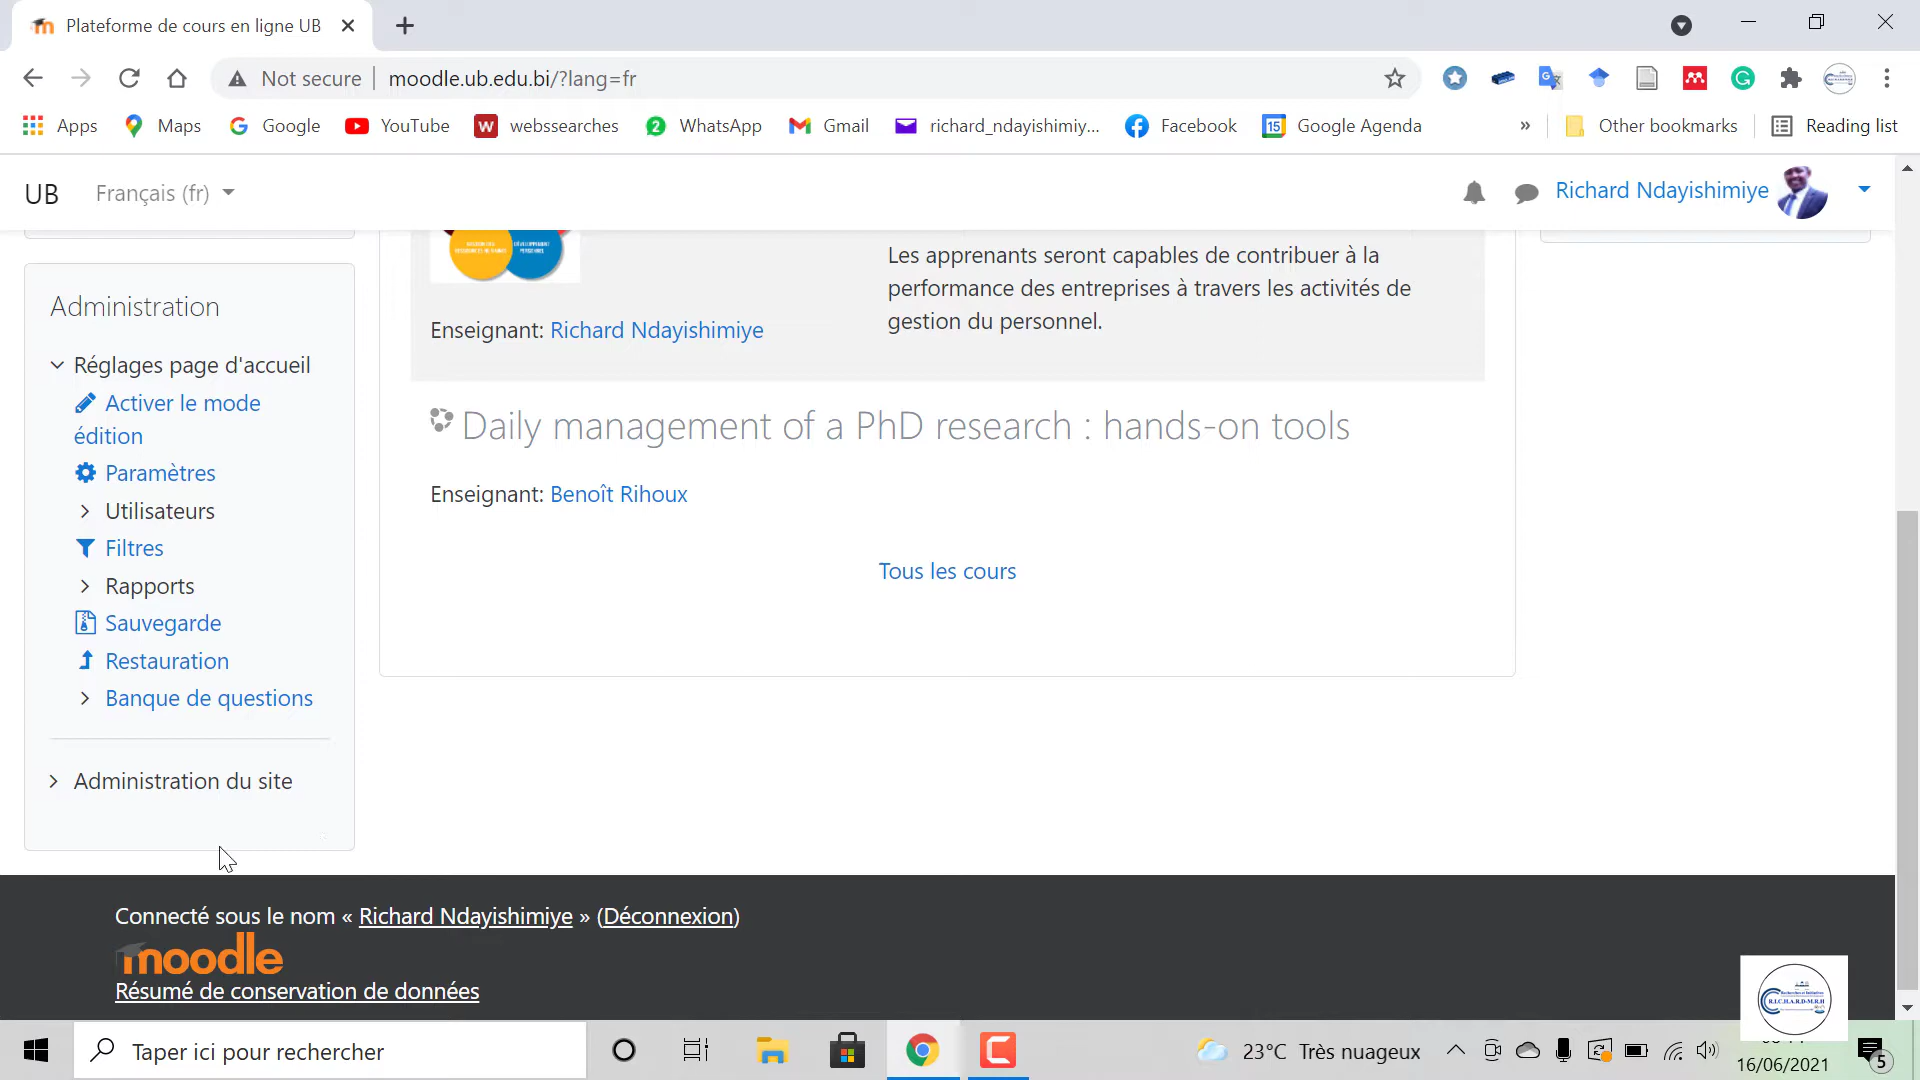 Plateforme de cours en ligne UB
Not secure
moodle.ub.edu.bi/?lang=fr
Apps
Maps
Google
YouTube
W webssearches
WhatsApp
Gmail
richard_ndayishimiy...
Facebook
15 Google Agenda
»
Other bookmarks
Reading list
UB
Français (fr)
Richard Ndayishimiye
Administration
Réglages page d'accueil
Activer le mode
édition
Paramètres
Utilisateurs
Filtres
Rapports
Sauvegarde
Restauration
Banque de questions
Administration du site
Les apprenants seront capables de contribuer à la
performance des entreprises à travers les activités de
gestion du personnel.
Enseignant: Richard Ndayishimiye
Daily management of a PhD research : hands-on tools
Enseignant: Benoît Rihoux
Tous les cours
Connecté sous le nom « Richard Ndayishimiye » (Déconnexion)
moodle
Résumé de conservation de données
R.I.C.H.A.R.D-M.R.H
Taper ici pour rechercher
23°C Très nuageux
16/06/2021
5